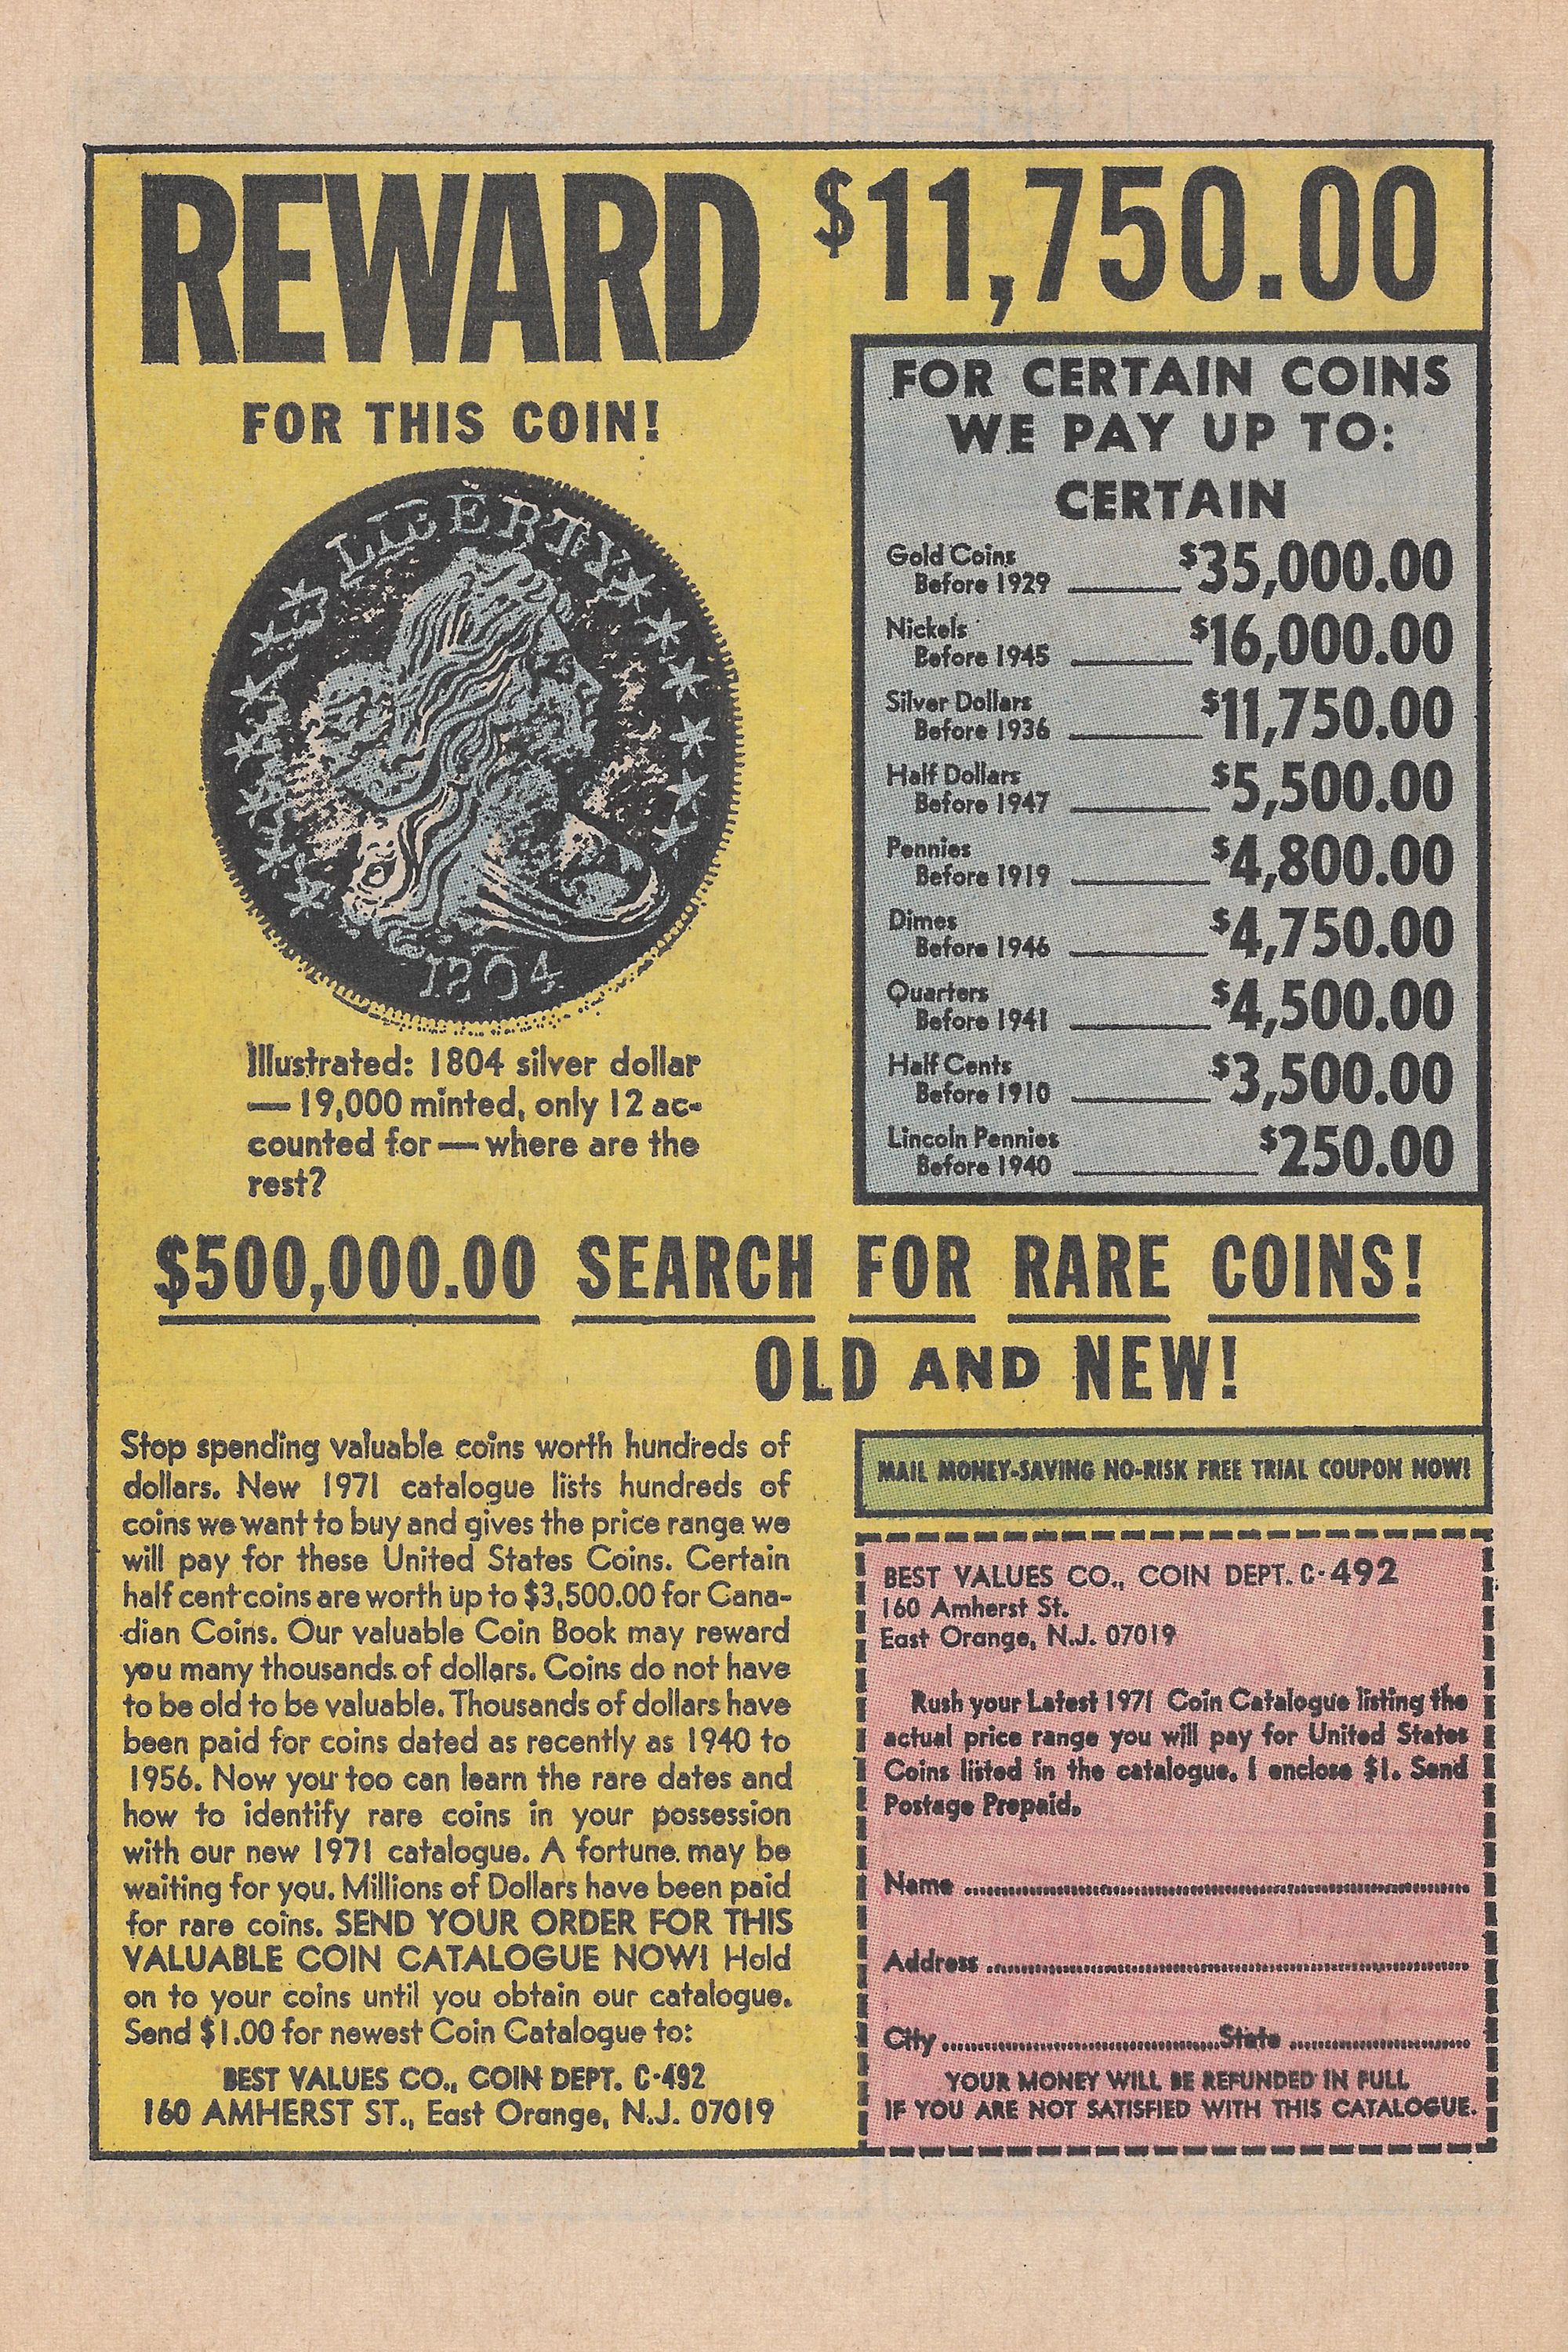 REWARD $11,750.00
FOR THIS COIN!
LIBERTY
1804
Illustrated: 1804 silver dollar
— 19,000 minted, only 12 ac-
counted for — where are the
rest?
FOR CERTAIN COINS
WE PAY UP TO:
CERTAIN
Gold Coins
Before 1929 $35,000.00
Nickels
Before 1945 $16,000.00
Silver Dollars
Before 1936 $11,750.00
Half Dollars
Before 1947 $5,500.00
Pennies
Before 1919 $4,800.00
Dimes
Before 1946 $4,750.00
Quarters
Before 1941 $4,500.00
Half Cents
Before 1910 $3,500.00
Lincoln Pennies
Before 1940 $250.00
$500,000.00 SEARCH FOR RARE COINS!
OLD AND NEW!
Stop spending valuable coins worth hundreds of
dollars. New 1971 catalogue lists hundreds of
coins we want to buy and gives the price range we
will pay for these United States Coins. Certain
half cent coins are worth up to $3,500.00 for Cana-
dian Coins. Our valuable Coin Book may reward
you many thousands of dollars. Coins do not have
to be old to be valuable. Thousands of dollars have
been paid for coins dated as recently as 1940 to
1956. Now you too can learn the rare dates and
how to identify rare coins in your possession
with our new 1971 catalogue. A fortune may be
waiting for you. Millions of Dollars have been paid
for rare coins. SEND YOUR ORDER FOR THIS
VALUABLE COIN CATALOGUE NOW! Hold
on to your coins until you obtain our catalogue.
Send $1.00 for newest Coin Catalogue to:
BEST VALUES CO., COIN DEPT. C-492
160 AMHERST ST., East Orange, N.J. 07019
MAIL MONEY-SAVING NO-RISK FREE TRIAL COUPON NOW!
BEST VALUES CO., COIN DEPT. C-492
160 Amherst St.
East Orange, N.J. 07019
Rush your Latest 1971 Coin Catalogue listing the
actual price range you will pay for United States
Coins listed in the catalogue. I enclose $1. Send
Postage Prepaid.
Name
Address
City State
YOUR MONEY WILL BE REFUNDED IN FULL
IF YOU ARE NOT SATISFIED WITH THIS CATALOGUE.